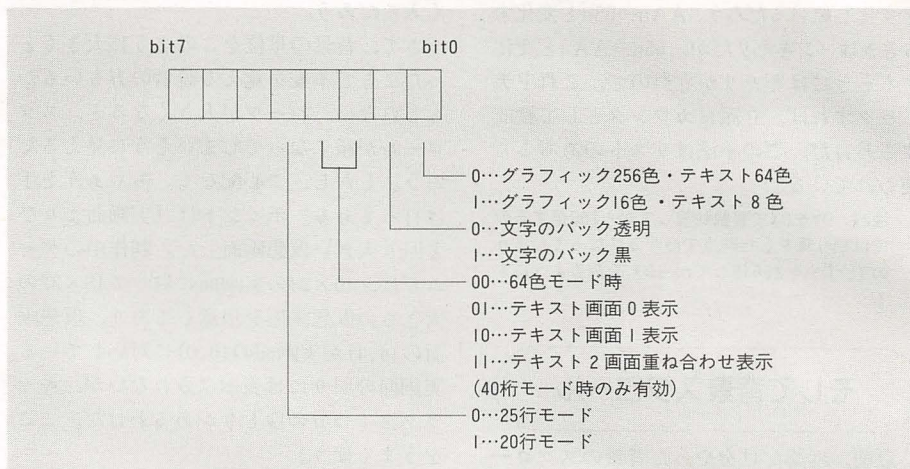 bit7 bit0
0…グラフィック256色・テキスト64色
1…グラフィック16色・テキスト8色
0…文字のバック透明
1…文字のバック黒
00…64色モード時
01…テキスト画面0表示
10…テキスト画面1表示
11…テキスト2画面重ね合わせ表示
(40桁モード時のみ有効)
0…25行モード
1…20行モード